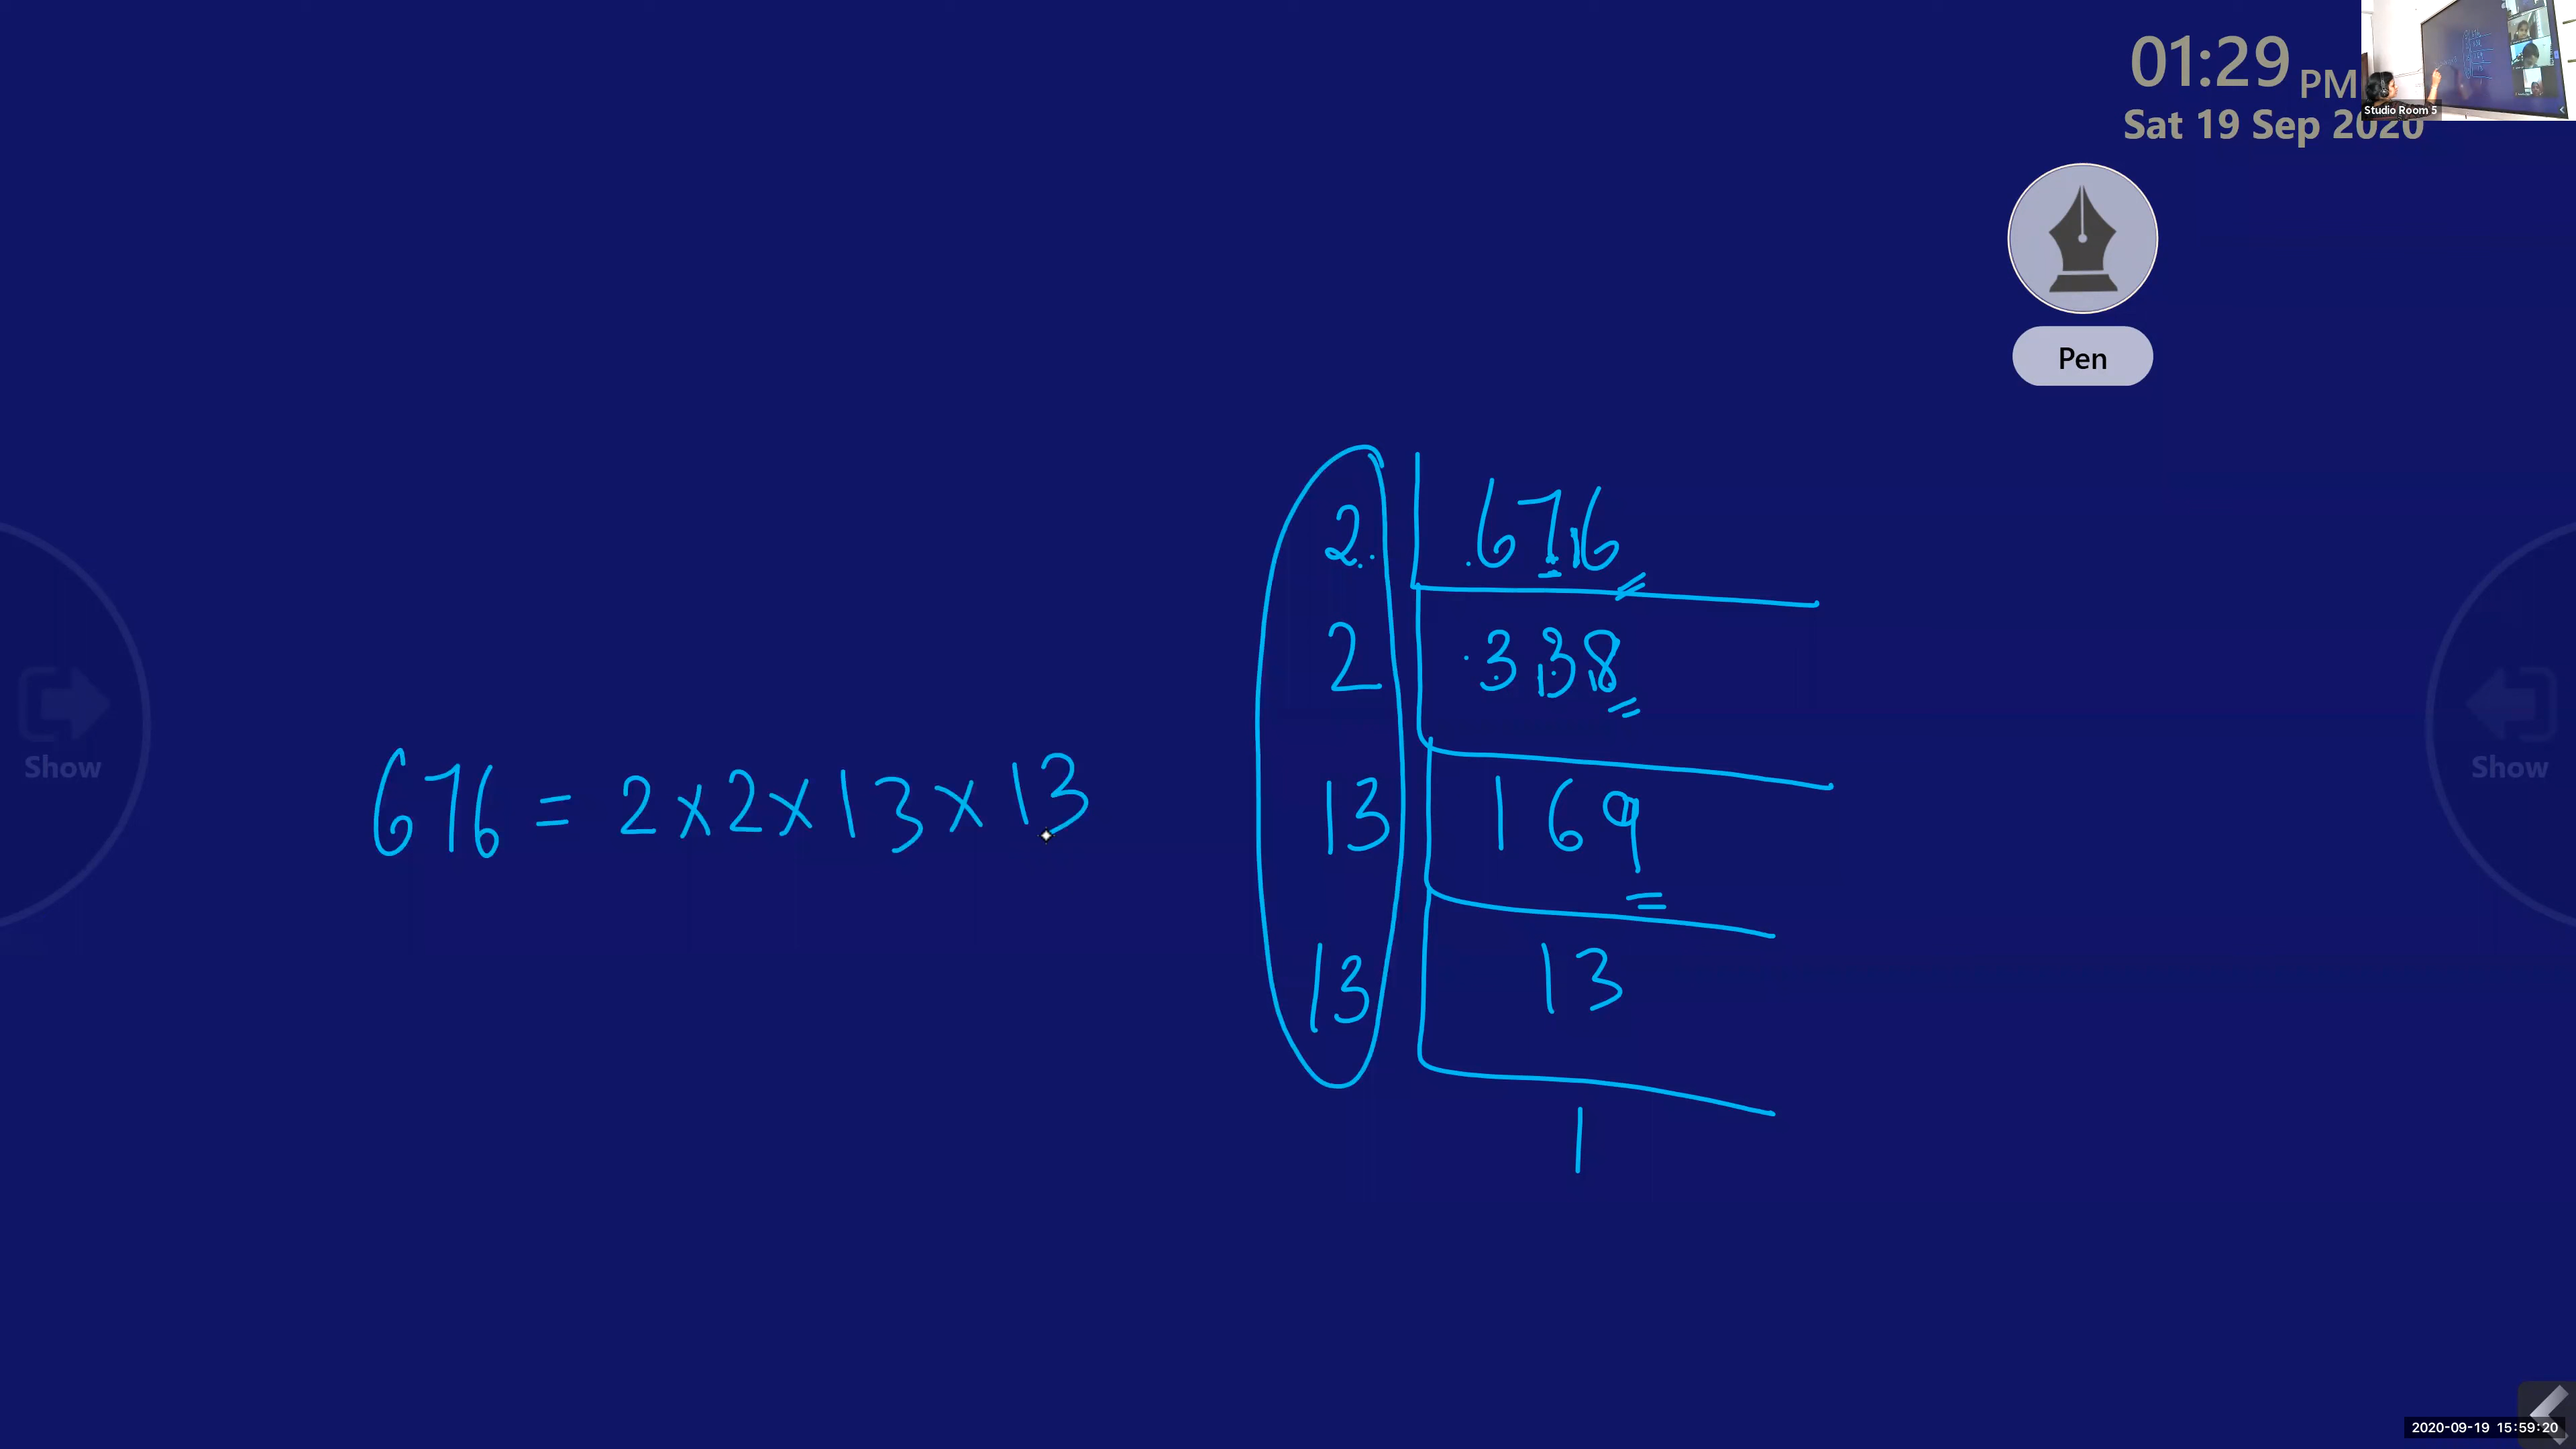 01:29 PM
Studio Room 5
Sat 19 Sep 2020
Pen
2 676
2 338
Show
Show
676 = 2x2x13x13
13 169
13 13
1
2020-09-19 15:59:20